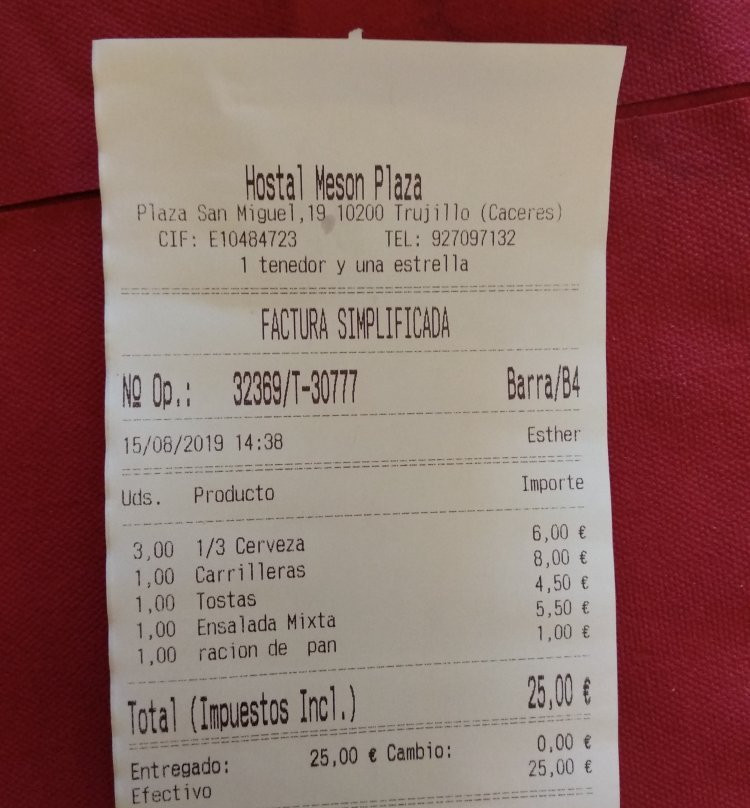 Hostal Meson Plaza
Plaza San Miguel,19 10200 Trujillo (Caceres)
CIF: E10484723 TEL: 927097132
1 tenedor y una estrella
FACTURA SIMPLIFICADA
Nº Op.: 32369/T-30777 Barra/B4
15/08/2019 14:38 Esther
Uds. Producto Importe
3,00 1/3 Cerveza 6,00 €
1,00 Carrilleras 8,00 €
1,00 Tostas 4,50 €
1,00 Ensalada Mixta 5,50 €
1,00 racion de pan 1,00 €
Total (Impuestos Incl.) 25,00 €
Entregado: 25,00 € Cambio: 0,00 €
Efectivo 25,00 €